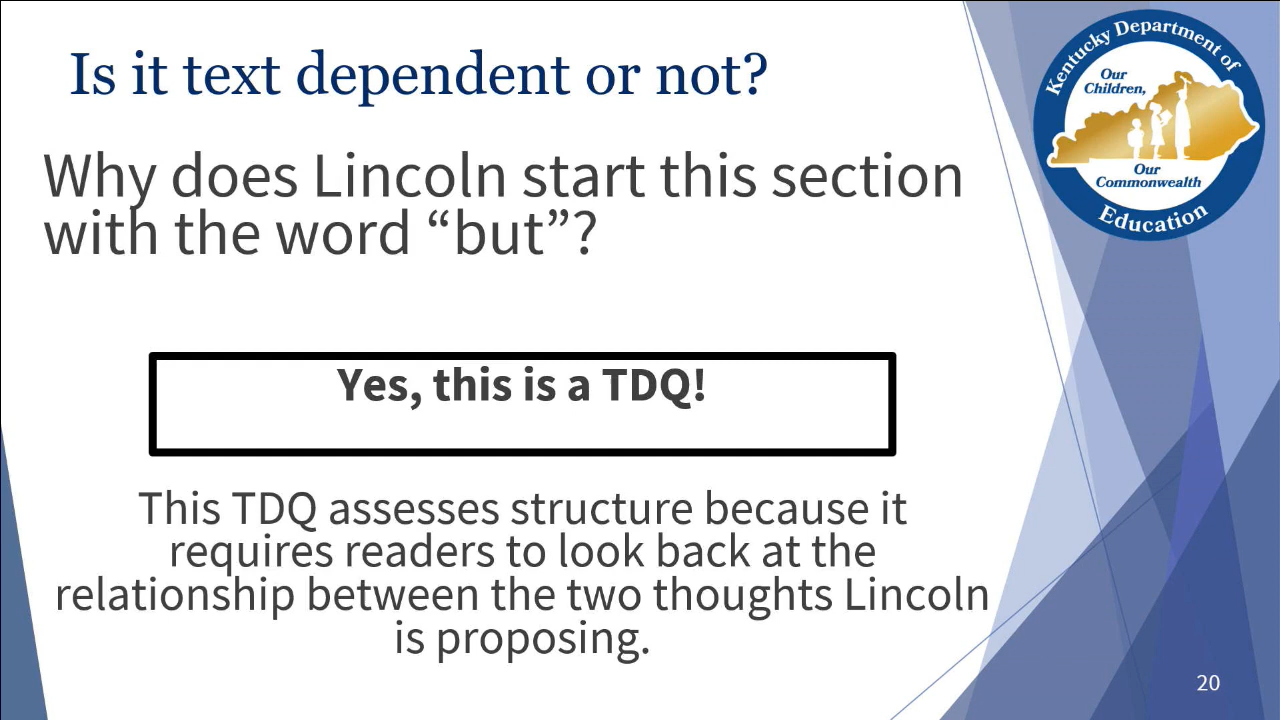 Is it text dependent or not?
Kentucky Department of
Our
Children,
Our
Commonwealth
Education
Why does Lincoln start this section
with the word “but”?
Yes, this is a TDQ!
This TDQ assesses structure because it
requires readers to look back at the
relationship between the two thoughts Lincoln
is proposing.
20